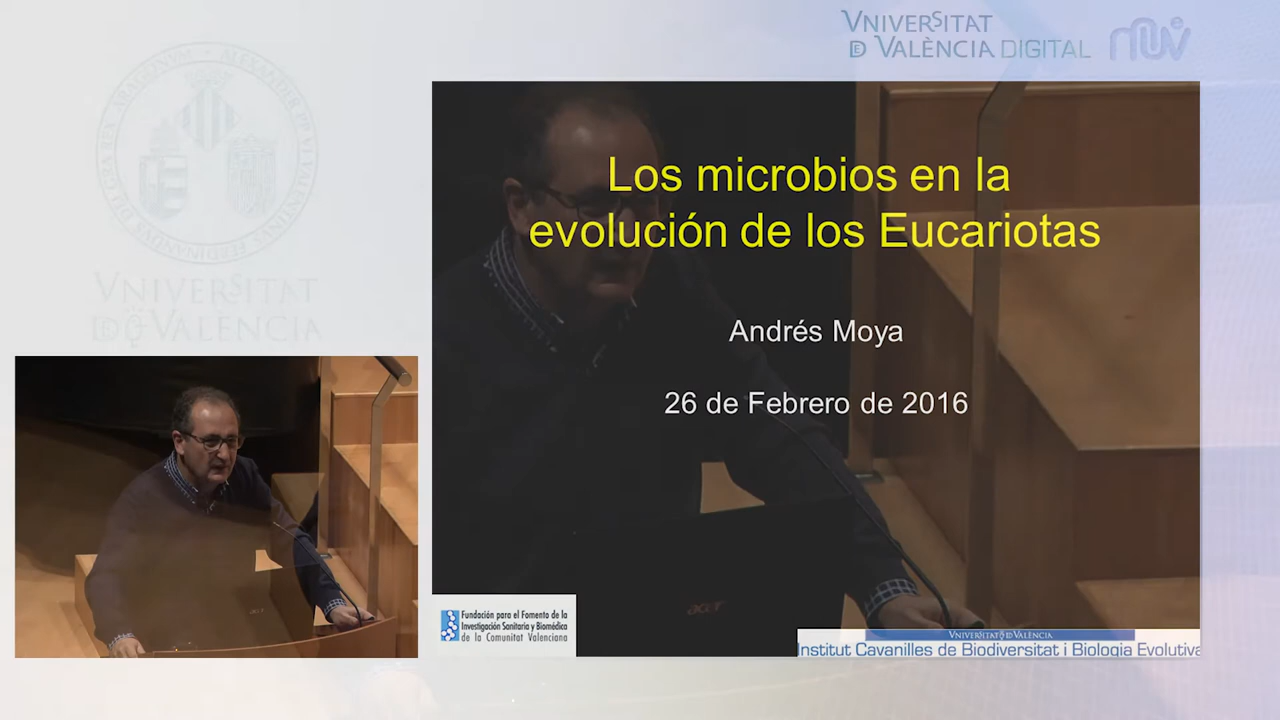 VNIVERSITAT
DE VALÈNCIA DIGITAL
VNIVERSITAT
VALÈNCIA
Los microbios en la
evolución de los Eucariotas
Andrés Moya
26 de Febrero de 2016
acer
acer
Fundación para el Fomento de la
Investigación Sanitaria y Biomédica
de la Comunitat Valenciana
VNIVERSITAT D VALÈNCIA
Institut Cavanilles de Biodiversitat i Biologia Evolutiva